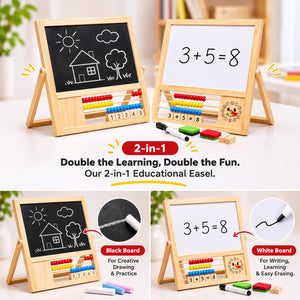 3+5=8
2-in-1
Double the Learning, Double the Fun.
Our 2-in-1 Educational Easel.
Black Board
For Creative
Drawing & Practice
3+5=8
White Board
For Writing,
Learning &
Easy Erasing.